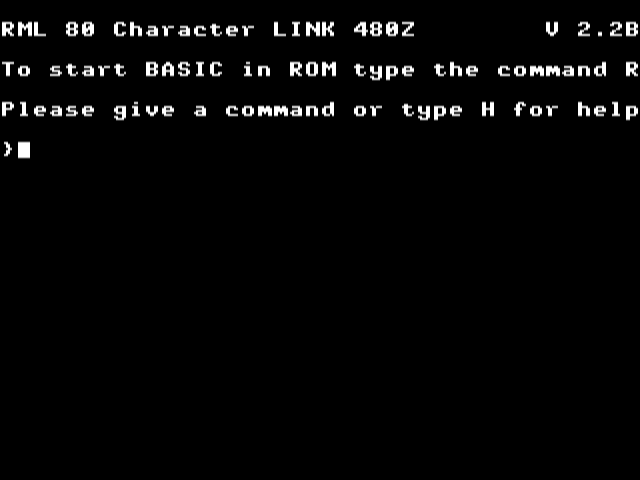 RML 80 Character LINK 480Z V 2.2B
To start BASIC in ROM type the command R
Please give a command or type H for help
}